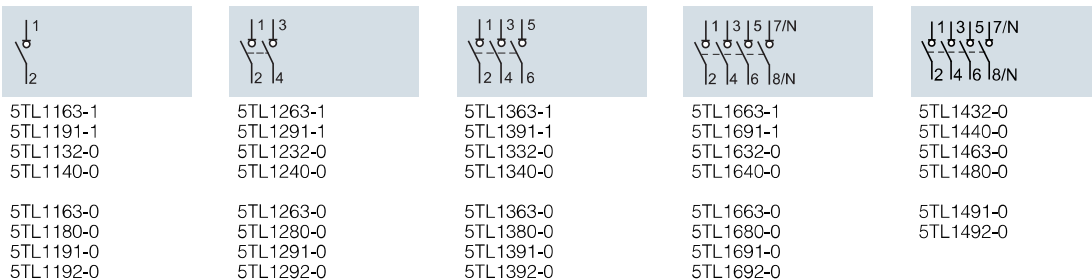 1
2
5TL1163-1
5TL1191-1
5TL1132-0
5TL1140-0
5TL1163-0
5TL1180-0
5TL1191-0
5TL1192-0
1 3
2 4
5TL1263-1
5TL1291-1
5TL1232-0
5TL1240-0
5TL1263-0
5TL1280-0
5TL1291-0
5TL1292-0
1 3 5
2 4 6
5TL1363-1
5TL1391-1
5TL1332-0
5TL1340-0
5TL1363-0
5TL1380-0
5TL1391-0
5TL1392-0
1 3 5 7/N
2 4 6 8/N
5TL1663-1
5TL1691-1
5TL1632-0
5TL1640-0
5TL1663-0
5TL1680-0
5TL1691-0
5TL1692-0
1 3 5 7/N
2 4 6 8/N
5TL1432-0
5TL1440-0
5TL1463-0
5TL1480-0
5TL1491-0
5TL1492-0